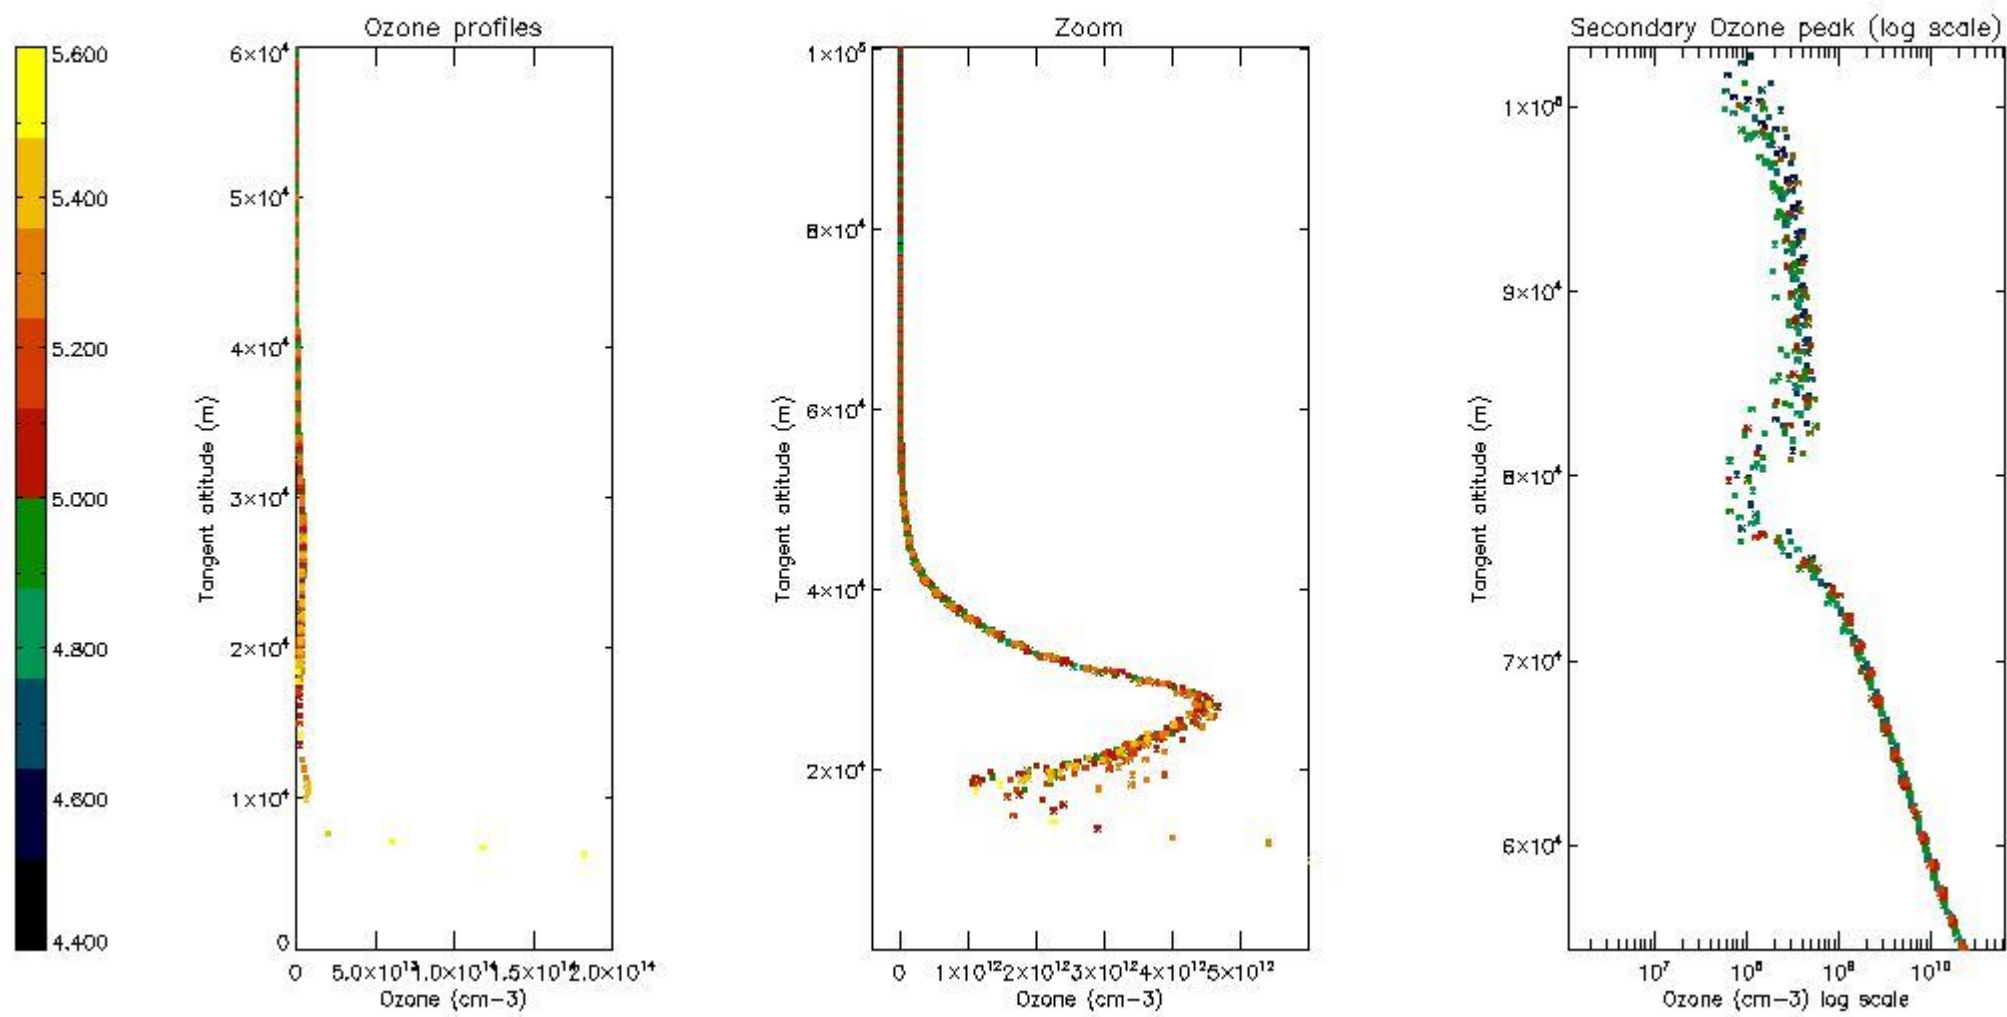 Ozone profiles
Zoom
Secondary Ozone peak (log scale)
5.600
5.400
5.200
5.000
4.800
4.600
4.400
6×10⁴
5×10⁴
4×10⁴
3×10⁴
2×10⁴
1×10⁴
0
Tangent altitude (m)
0 5.0×10¹³ 1.0×10¹⁴ 1.5×10¹⁴ 2.0×10¹⁴
Ozone (cm−3)
1×10⁵
8×10⁴
6×10⁴
4×10⁴
2×10⁴
Tangent altitude (m)
0 1×10¹² 2×10¹² 3×10¹² 4×10¹² 5×10¹²
Ozone (cm−3)
1×10⁵
9×10⁴
8×10⁴
7×10⁴
6×10⁴
Tangent altitude (m)
10⁷ 10⁸ 10⁹ 10¹⁰
Ozone (cm−3) log scale